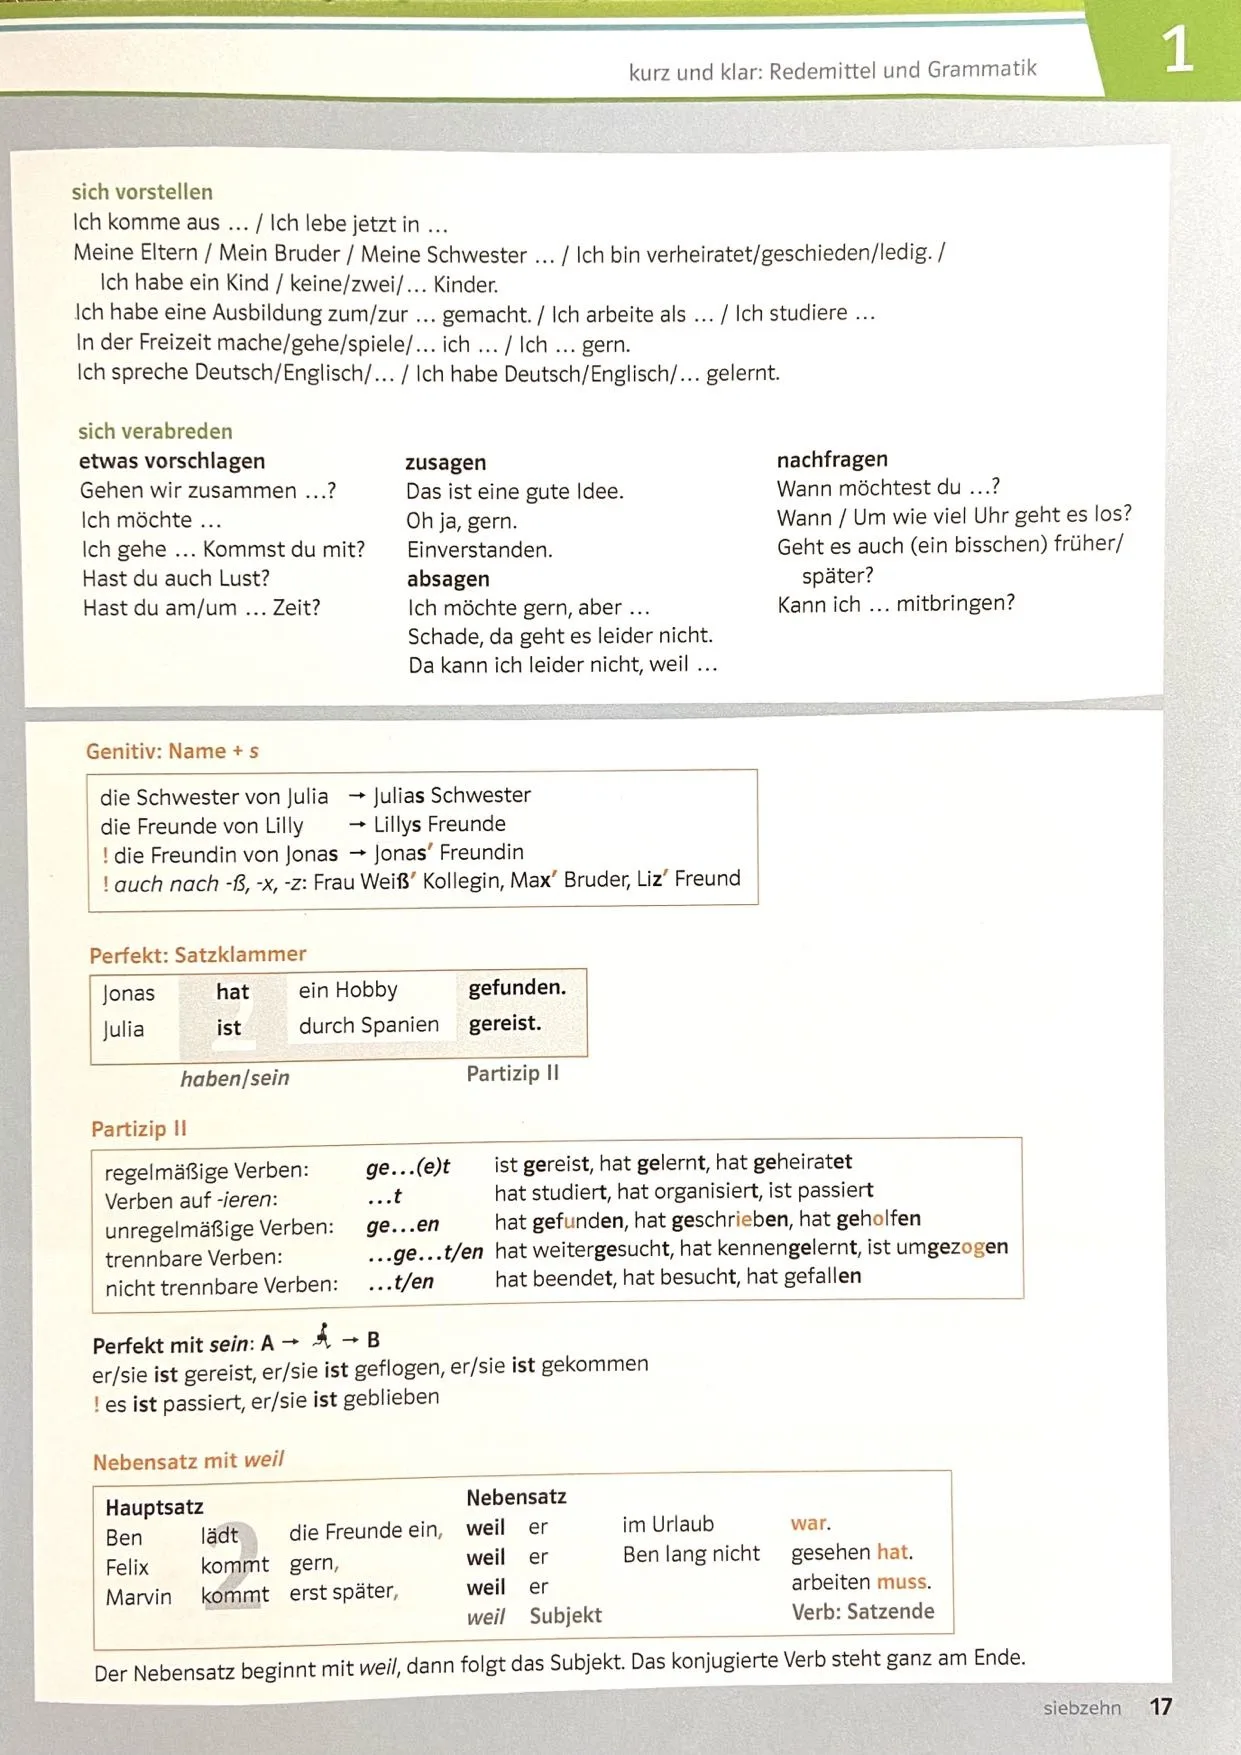 kurz und klar: Redemittel und Grammatik
1
sich vorstellen
Ich komme aus ... / Ich lebe jetzt in ...
Meine Eltern / Mein Bruder / Meine Schwester ... / Ich bin verheiratet/geschieden/ledig. /
Ich habe ein Kind / keine/zwei/... Kinder.
Ich habe eine Ausbildung zum/zur ... gemacht. / Ich arbeite als ... / Ich studiere ...
In der Freizeit mache/gehe/spiele/... ich ... / Ich ... gern.
Ich spreche Deutsch/Englisch/... / Ich habe Deutsch/Englisch/... gelernt.
sich verabreden
etwas vorschlagen
Gehen wir zusammen ...?
Ich möchte ...
Ich gehe ... Kommst du mit?
Hast du auch Lust?
Hast du am/um ... Zeit?
zusagen
Das ist eine gute Idee.
Oh ja, gern.
Einverstanden.
absagen
Ich möchte gern, aber ...
Schade, da geht es leider nicht.
Da kann ich leider nicht, weil ...
nachfragen
Wann möchtest du ...?
Wann / Um wie viel Uhr geht es los?
Geht es auch (ein bisschen) früher/
später?
Kann ich ... mitbringen?
Genitiv: Name + s
die Schwester von Julia → Julias Schwester
die Freunde von Lilly → Lillys Freunde
! die Freundin von Jonas → Jonas' Freundin
! auch nach -ß, -x, -z: Frau Weiß' Kollegin, Max' Bruder, Liz' Freund
Perfekt: Satzklammer
Jonas hat ein Hobby gefunden.
Julia ist durch Spanien gereist.
2
haben/sein Partizip II
Partizip II
regelmäßige Verben: ge...(e)t ist gereist, hat gelernt, hat geheiratet
Verben auf -ieren: ...t hat studiert, hat organisiert, ist passiert
unregelmäßige Verben: ge...en hat gefunden, hat geschrieben, hat geholfen
trennbare Verben: ...ge...t/en hat weitergesucht, hat kennengelernt, ist umgezogen
nicht trennbare Verben: ...t/en hat beendet, hat besucht, hat gefallen
Perfekt mit sein: A → → B
er/sie ist gereist, er/sie ist geflogen, er/sie ist gekommen
! es ist passiert, er/sie ist geblieben
Nebensatz mit weil
Hauptsatz Nebensatz
Ben lädt die Freunde ein, weil er im Urlaub war.
Felix kommt gern, weil er Ben lang nicht gesehen hat.
Marvin kommt erst später, weil er arbeiten muss.
2
weil Subjekt Verb: Satzende
Der Nebensatz beginnt mit weil, dann folgt das Subjekt. Das konjugierte Verb steht ganz am Ende.
siebzehn 17